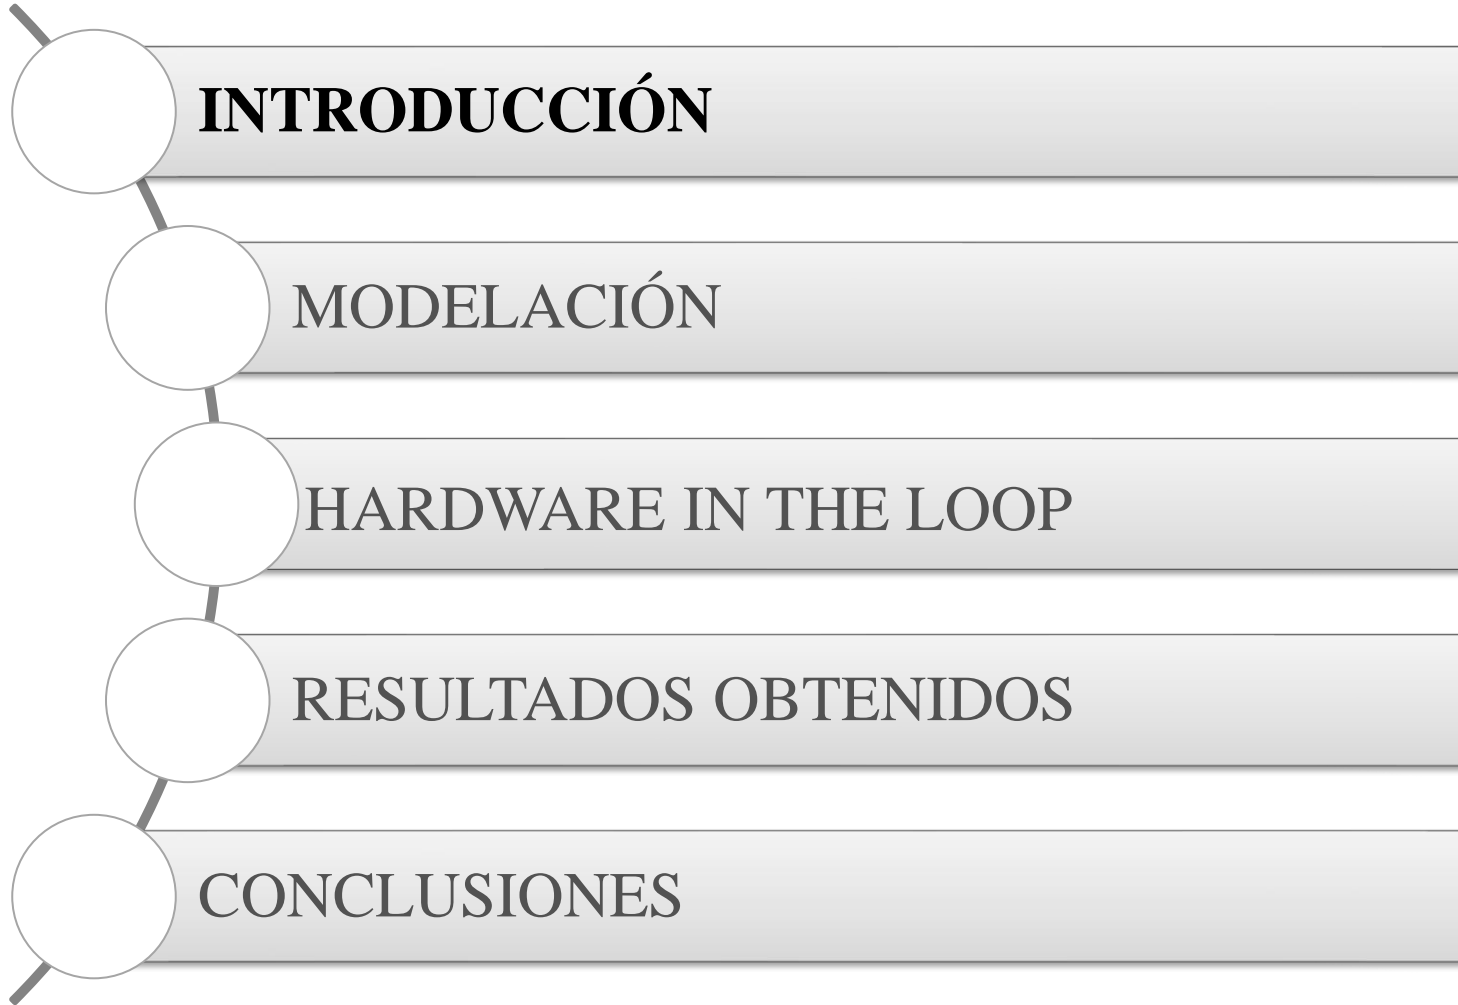 INTRODUCCIÓN
MODELACIÓN
HARDWARE IN THE LOOP
RESULTADOS OBTENIDOS
CONCLUSIONES